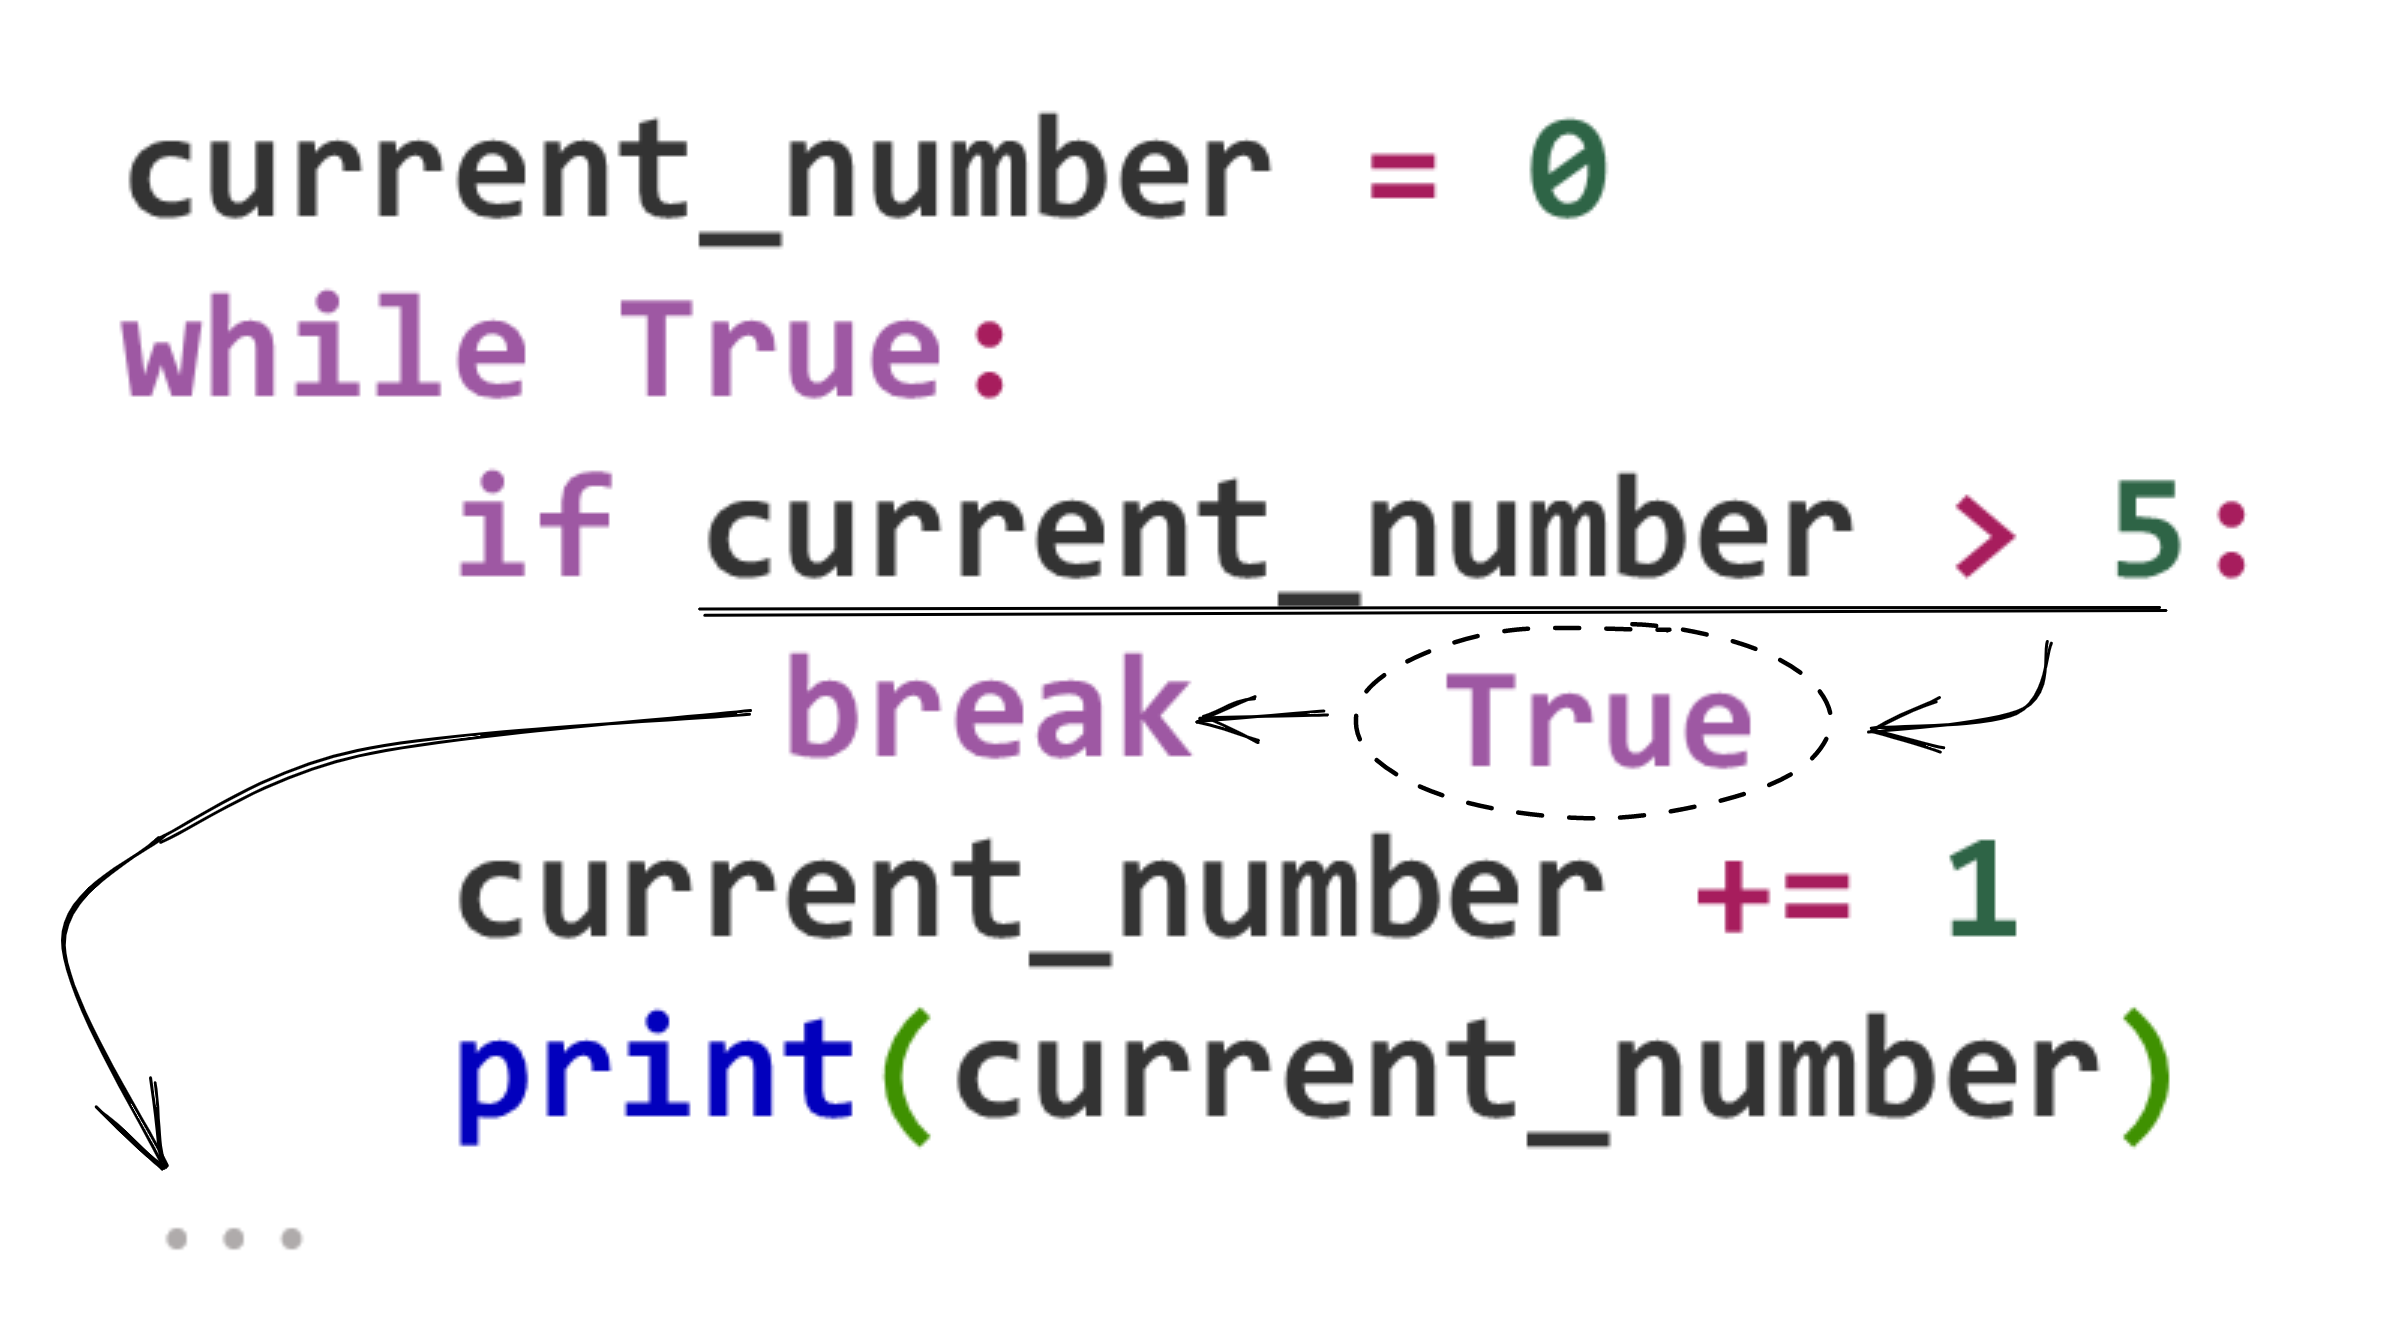 current_number = 0
while True:
if current_number > 5:
break True
current_number += 1
print(current_number)
...